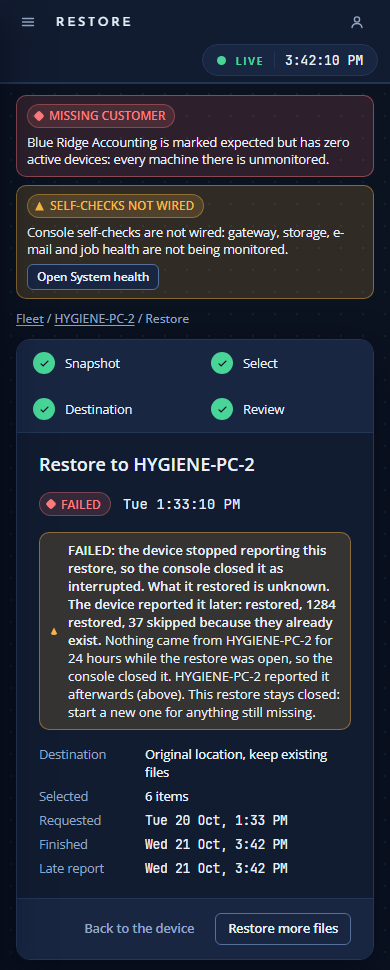 RESTORE
LIVE 3:42:10 PM
MISSING CUSTOMER
Blue Ridge Accounting is marked expected but has zero
active devices: every machine there is unmonitored.
SELF-CHECKS NOT WIRED
Console self-checks are not wired: gateway, storage, e-
mail and job health are not being monitored.
Open System health
Fleet / HYGIENE-PC-2 / Restore
Snapshot
Select
Destination
Review
Restore to HYGIENE-PC-2
FAILED Tue 1:33:10 PM
FAILED: the device stopped reporting this
restore, so the console closed it as
interrupted. What it restored is unknown.
The device reported it later: restored, 1284
restored, 37 skipped because they already
exist. Nothing came from HYGIENE-PC-2 for
24 hours while the restore was open, so the
console closed it. HYGIENE-PC-2 reported it
afterwards (above). This restore stays closed:
start a new one for anything still missing.
Destination Original location, keep existing
files
Selected 6 items
Requested Tue 20 Oct, 1:33 PM
Finished Wed 21 Oct, 3:42 PM
Late report Wed 21 Oct, 3:42 PM
Back to the device
Restore more files